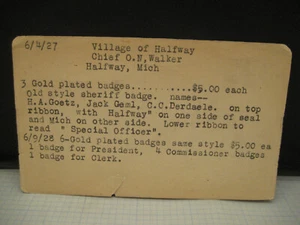 6/4/27 Village of Halfway
Chief O.N,Walker
Halfway, Mich
3 Gold plated badges..........$5.00 each
old style sheriff badge. names--
H.A.Goetz, Jack Geml, C.C.Derdaele. on top
ribbon, with Halfway" on one side of seal
and Mich on other side. Lower ribbon to
read " Special Officer".
6/9/28 6-Gold plated badges same style $5.00 ea
1 badge for President, 4 Commissioner badges
1 badge for Clerk.